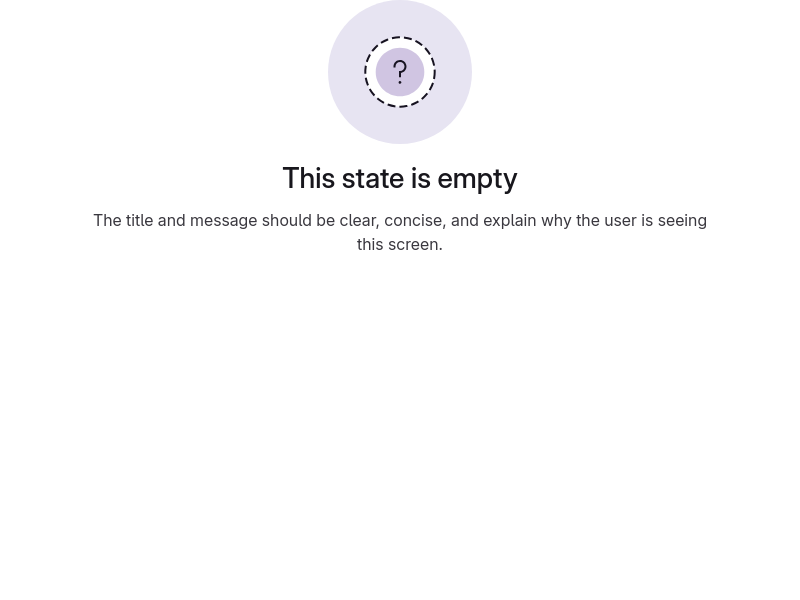 ?
This state is empty
The title and message should be clear, concise, and explain why the user is seeing
this screen.